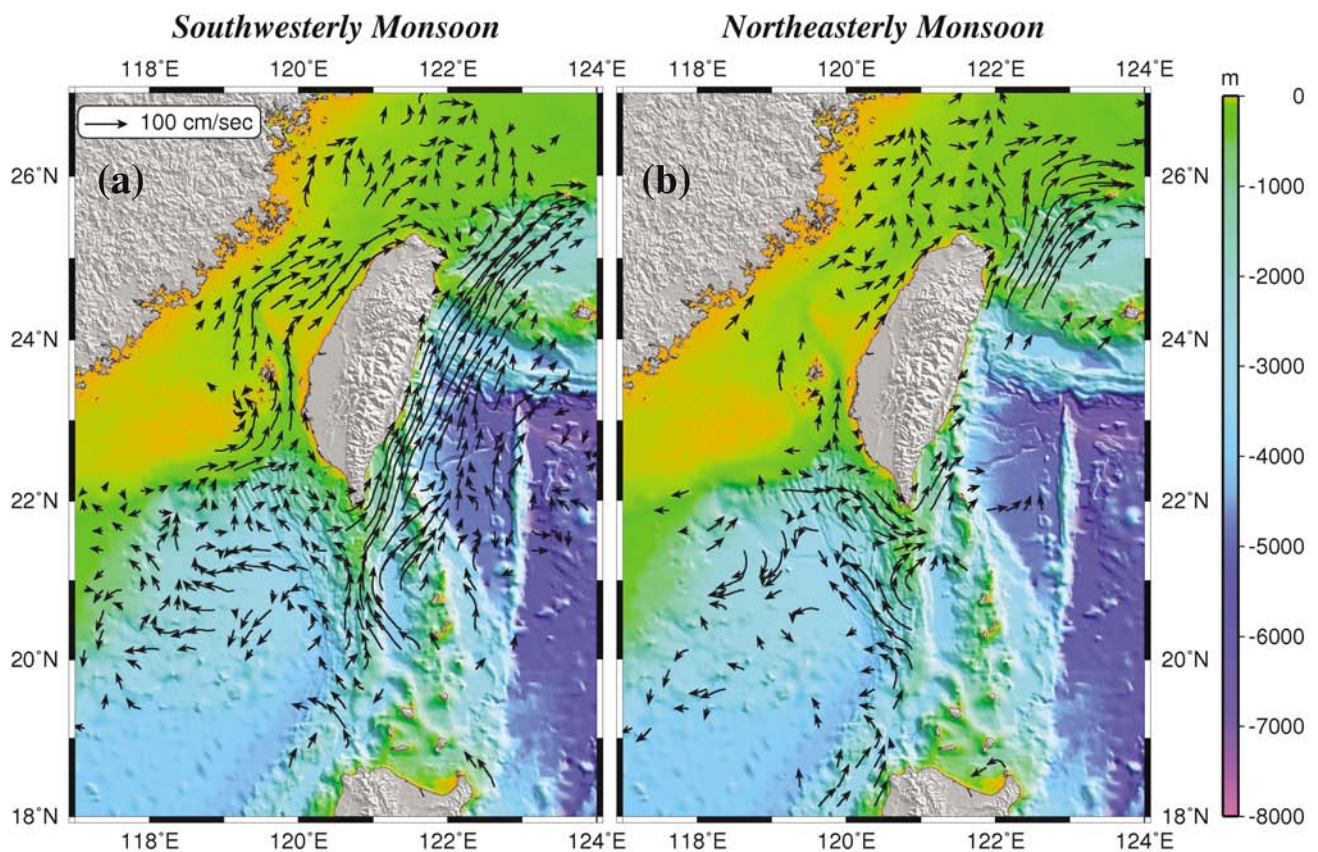 Southwesterly Monsoon Northeasterly Monsoon
118°E 120°E 122°E 124°E 118°E 120°E 122°E 124°E
m
100 cm/sec
0
(a) (b)
26°N 26°N
-1000
-2000
24°N 24°N
-3000
-4000
22°N 22°N
-5000
-6000
20°N 20°N
-7000
18°N 18°N
-8000
118°E 120°E 122°E 124°E 118°E 120°E 122°E 124°E